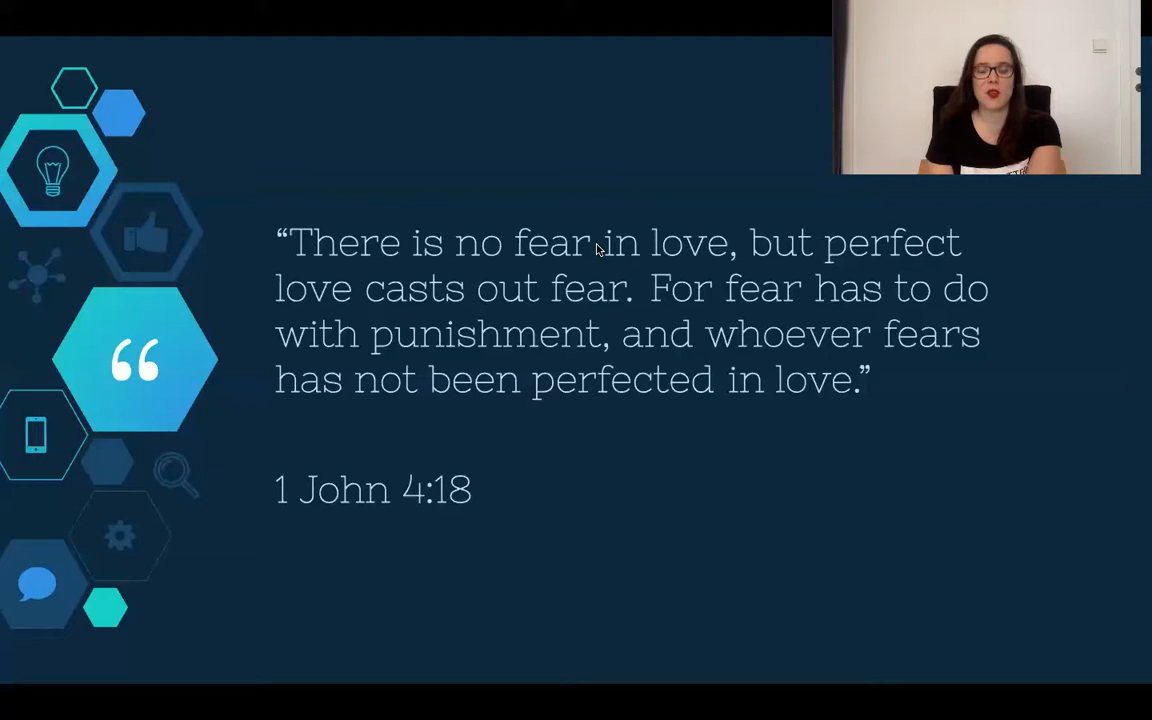 “There is no fear in love, but perfect
love casts out fear. For fear has to do
with punishment, and whoever fears
has not been perfected in love.”
1 John 4:18